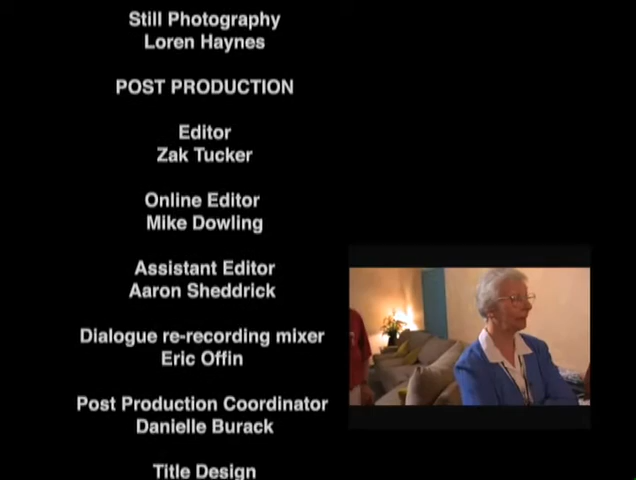 Still Photography
Loren Haynes
POST PRODUCTION
Editor
Zak Tucker
Online Editor
Mike Dowling
Assistant Editor
Aaron Sheddrick
Dialogue re-recording mixer
Eric Offin
Post Production Coordinator
Danielle Burack
Title Design